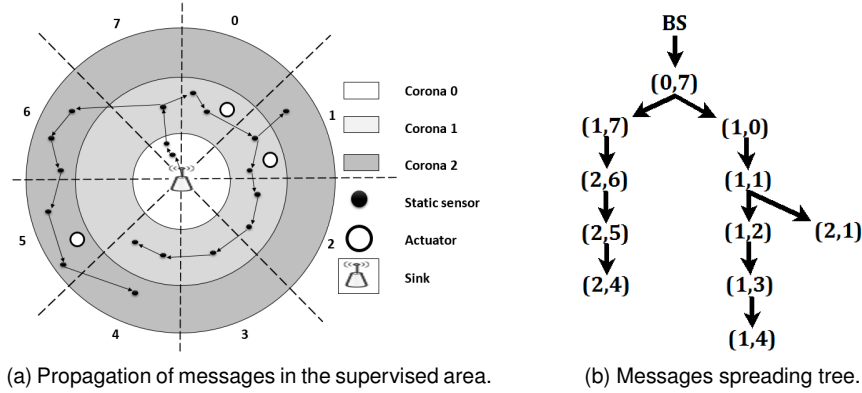 7
0
6
1
5
2
4
3
Corona 0
Corona 1
Corona 2
Static sensor
Actuator
Sink
(a) Propagation of messages in the supervised area.
BS
(0,7)
(1,7) (1,0)
(2,6) (1,1)
(2,5) (1,2) (2,1)
(2,4) (1,3)
(1,4)
(b) Messages spreading tree.